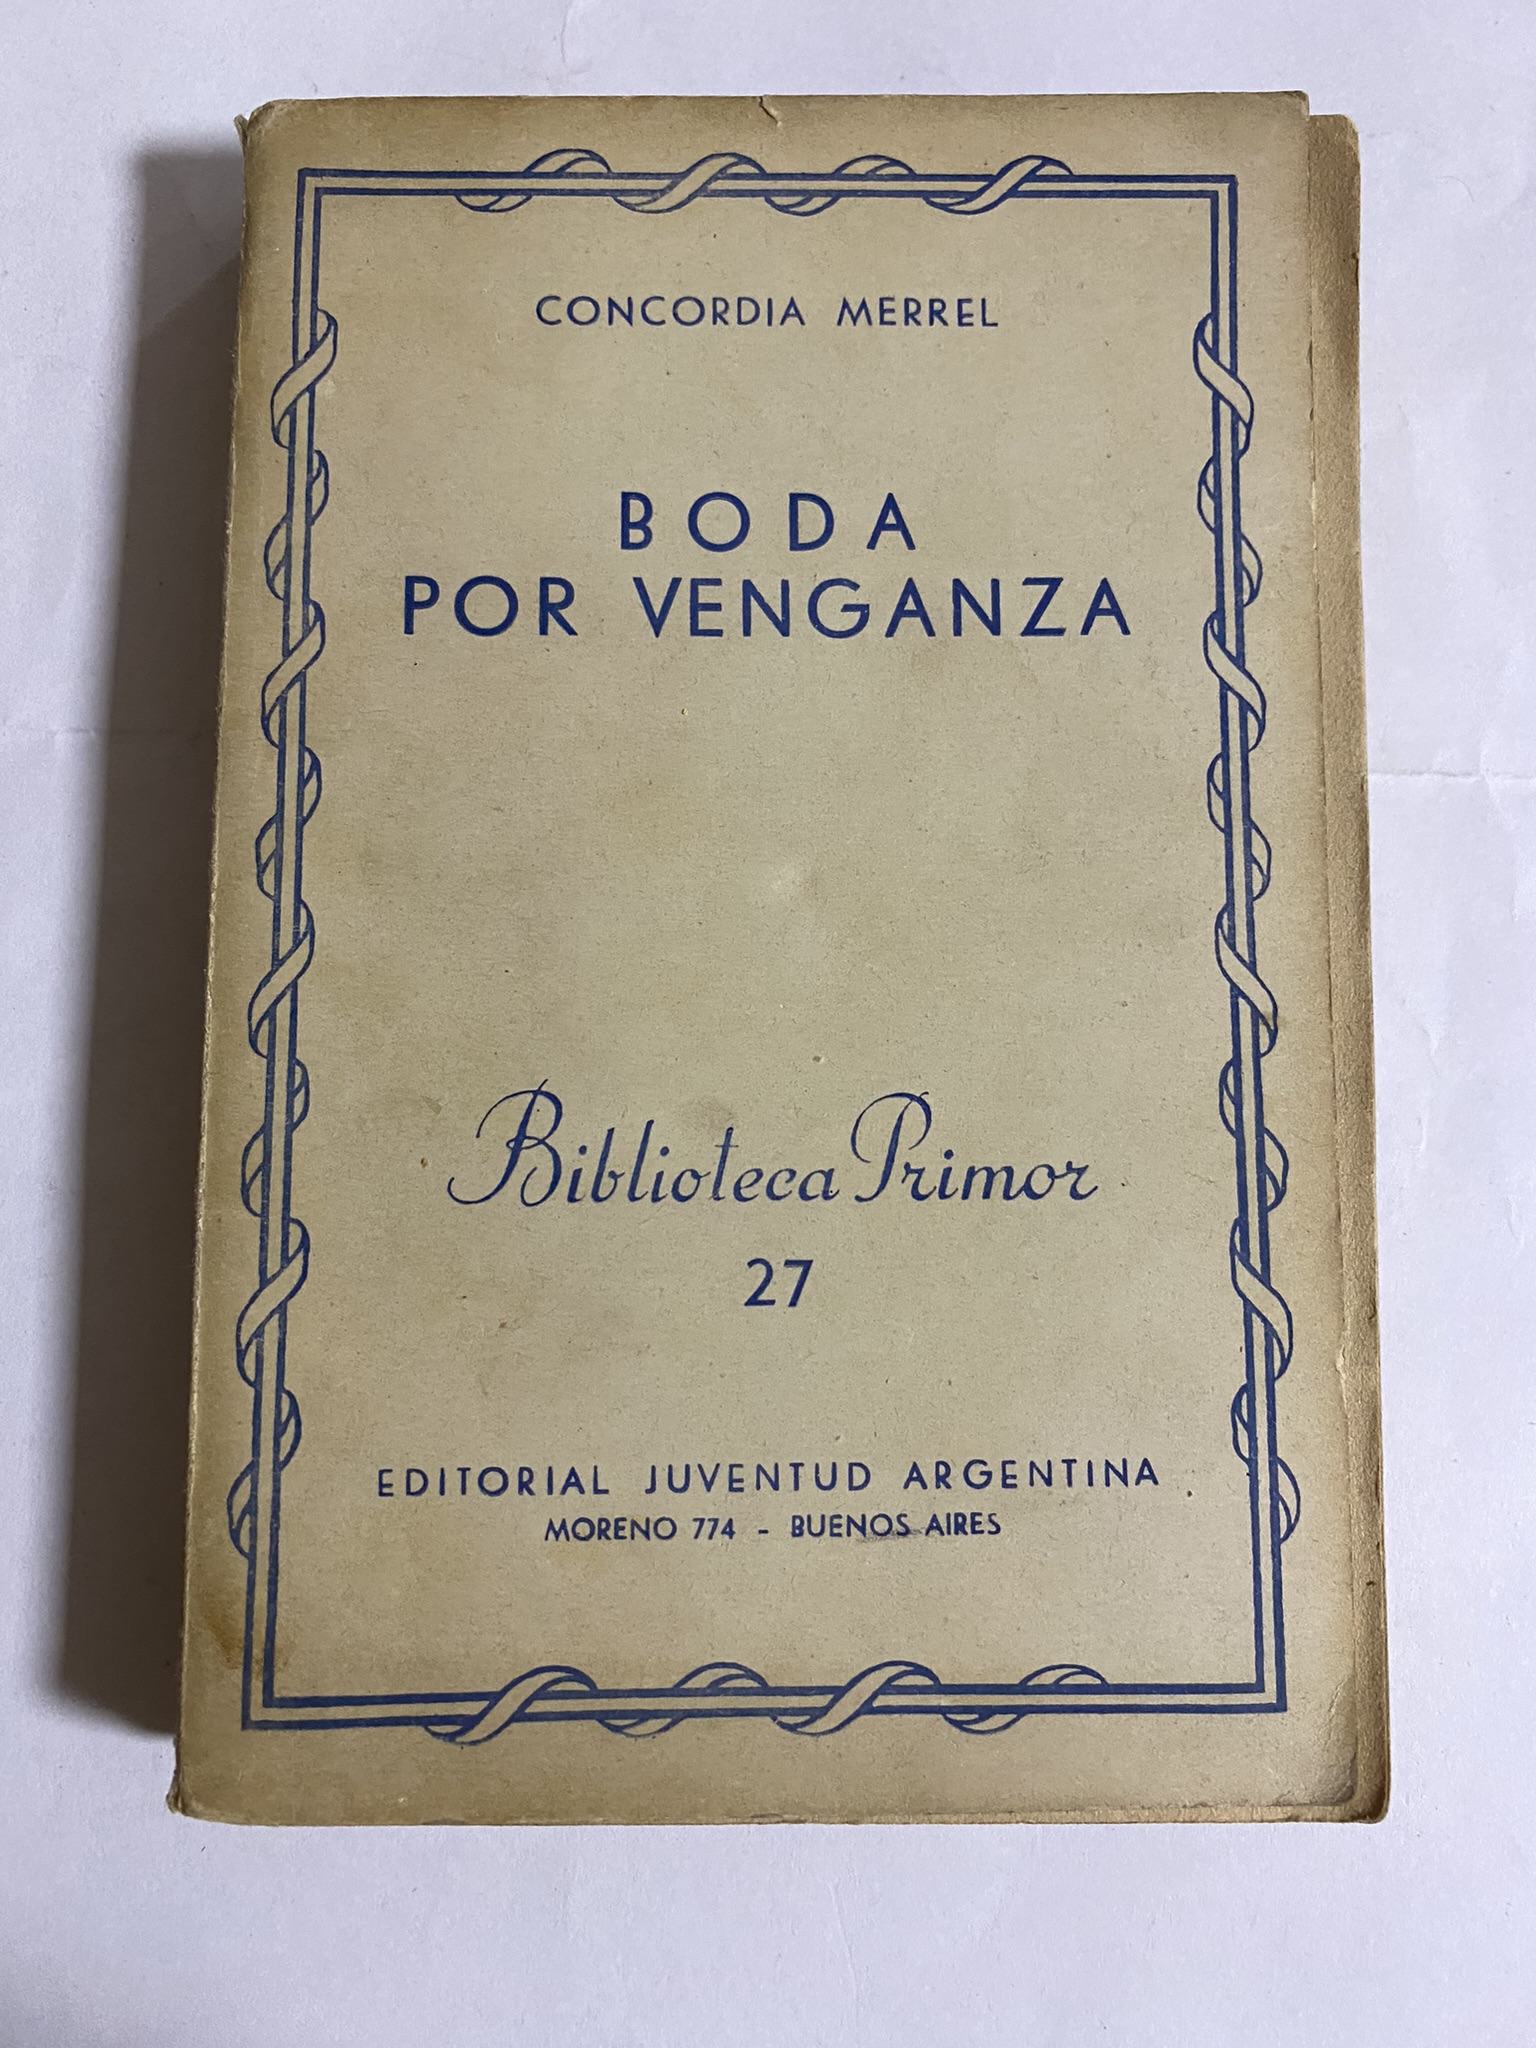 CONCORDIA MERREL
BODA
POR VENGANZA
Biblioteca Primor
27
EDITORIAL JUVENTUD ARGENTINA
MORENO 774 - BUENOS AIRES